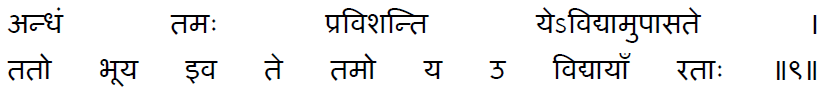 अन्धं तमः प्रविशन्ति येऽविद्यामुपासते ।
ततो भूय इव ते तमो य उ विद्यायाँ रताः ॥९॥